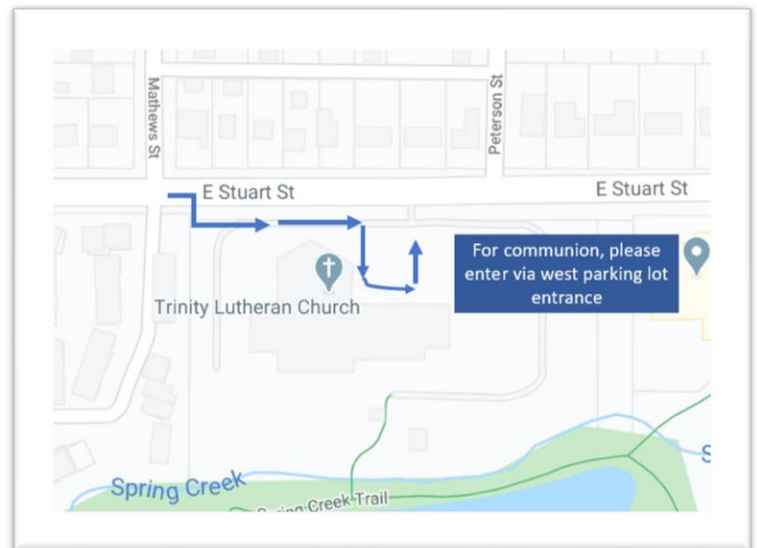 Mathews St
Peterson St
E Stuart St
E Stuart St
For communion, please
enter via west parking lot
entrance
Trinity Lutheran Church
Spring Creek
Spring Creek Trail
S